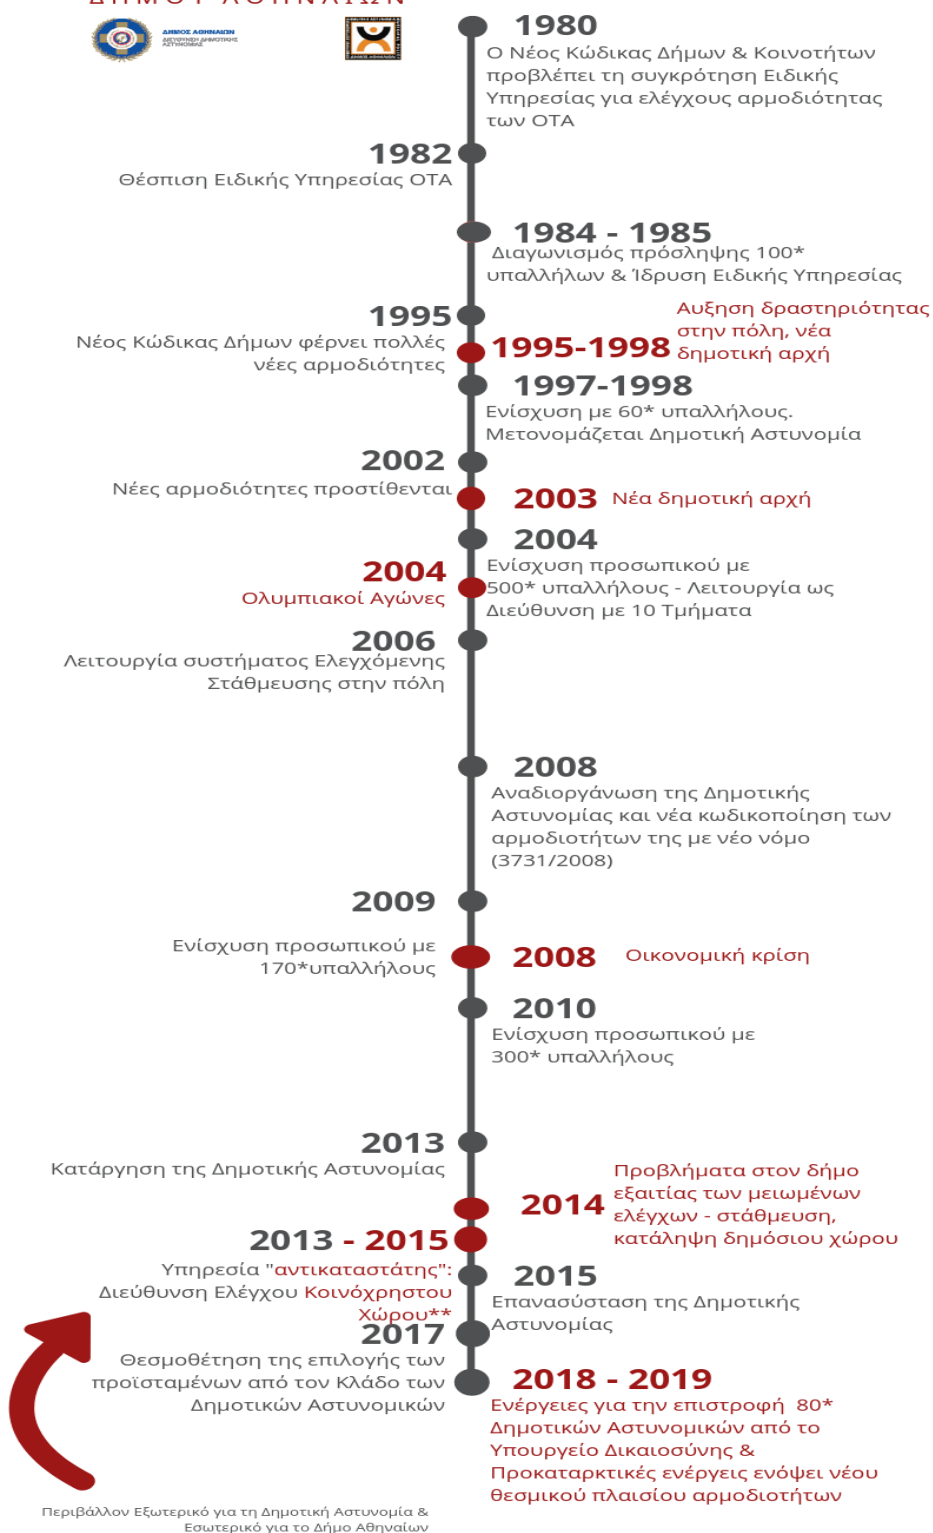 ΔΗΜΟΥ ΑΘΗΝΑΙΩΝ
ΔΗΜΟΣ ΑΘΗΝΑΙΩΝ
ΔΙΕΥΘΥΝΣΗ ΔΗΜΟΤΙΚΗΣ
ΑΣΤΥΝΟΜΙΑΣ
1980
Ο Νέος Κώδικας Δήμων & Κοινοτήτων
προβλέπει τη συγκρότηση Ειδικής
Υπηρεσίας για ελέγχους αρμοδιότητας
των ΟΤΑ
1982
Θέσπιση Ειδικής Υπηρεσίας ΟΤΑ
1984 - 1985
Διαγωνισμός πρόσληψης 100*
υπαλλήλων & Ίδρυση Ειδικής Υπηρεσίας
1995
Νέος Κώδικας Δήμων φέρνει πολλές
νέες αρμοδιότητες
1995-1998
Αυξηση δραστηριότητας
στην πόλη, νέα
δημοτική αρχή
1997-1998
Ενίσχυση με 60* υπαλλήλους.
Μετονομάζεται Δημοτική Αστυνομία
2002
Νέες αρμοδιότητες προστίθενται
2003 Νέα δημοτική αρχή
2004
Ενίσχυση προσωπικού με
500* υπαλλήλους - Λειτουργία ως
Διεύθυνση με 10 Τμήματα
2004
Ολυμπιακοί Αγώνες
2006
Λειτουργία συστήματος Ελεγχόμενης
Στάθμευσης στην πόλη
2008
Αναδιοργάνωση της Δημοτικής
Αστυνομίας και νέα κωδικοποίηση των
αρμοδιοτήτων της με νέο νόμο
(3731/2008)
2009
Ενίσχυση προσωπικού με
170*υπαλλήλους
2008 Οικονομική κρίση
2010
Ενίσχυση προσωπικού με
300* υπαλλήλους
2013
Κατάργηση της Δημοτικής Αστυνομίας
2014
Προβλήματα στον δήμο
εξαιτίας των μειωμένων
ελέγχων - στάθμευση,
κατάληψη δημόσιου χώρου
2013 - 2015
Υπηρεσία "αντικαταστάτης":
Διεύθυνση Ελέγχου Κοινόχρηστου
Χώρου**
2015
Επανασύσταση της Δημοτικής
Αστυνομίας
2017
Θεσμοθέτηση της επιλογής των
προϊσταμένων από τον Κλάδο των
Δημοτικών Αστυνομικών
2018 - 2019
Ενέργειες για την επιστροφή 80*
Δημοτικών Αστυνομικών από το
Υπουργείο Δικαιοσύνης &
Προκαταρκτικές ενέργεις ενόψει νέου
θεσμικού πλαισίου αρμοδιοτήτων
Περιβάλλον Εξωτερικό για τη Δημοτική Αστυνομία &
Εσωτερικό για το Δήμο Αθηναίων